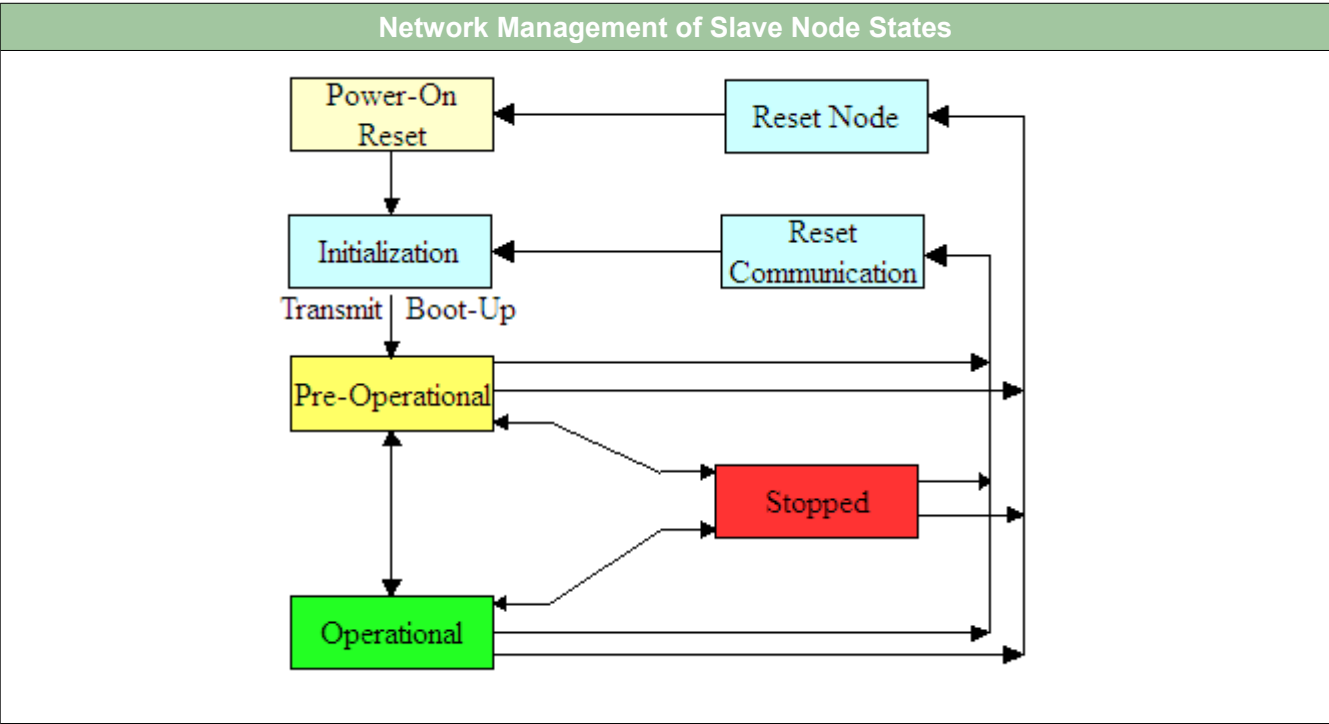 Network Management of Slave Node States
Power-On
Reset
Reset Node
Initialization
Reset
Communication
Transmit Boot-Up
Pre-Operational
Stopped
Operational